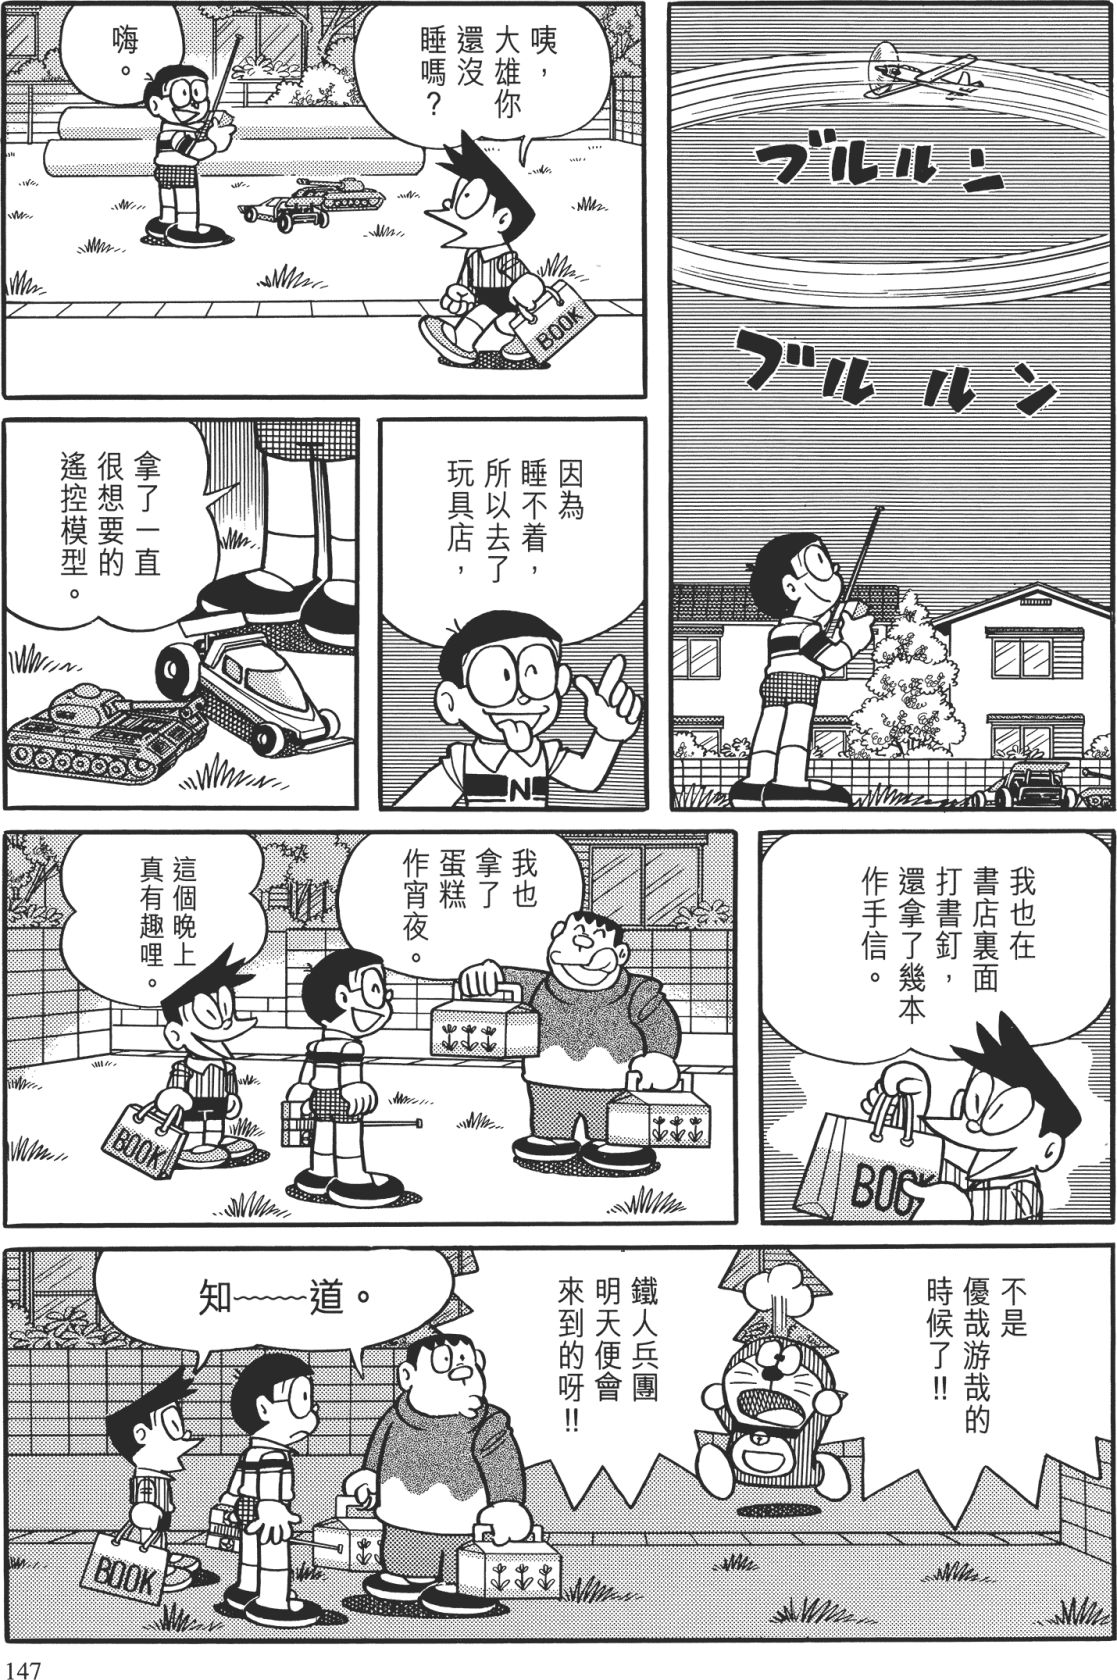 ブルルン
ブルルン
咦，
大雄你
還沒
睡嗎？
嗨。
BOOK
因為
睡不着，
所以去了
玩具店，
N
拿了一直
很想要的
遙控模型。
我也在
書店裏面
打書釘，
還拿了幾本
作手信。
BOOK
我也
拿了
蛋糕
作宵夜。
這個晚上
真有趣哩。
BOOK
不是
優哉游哉的
時候了!!
鐵人兵團
明天便會
來到的呀!!
知～～～道。
BOOK
147